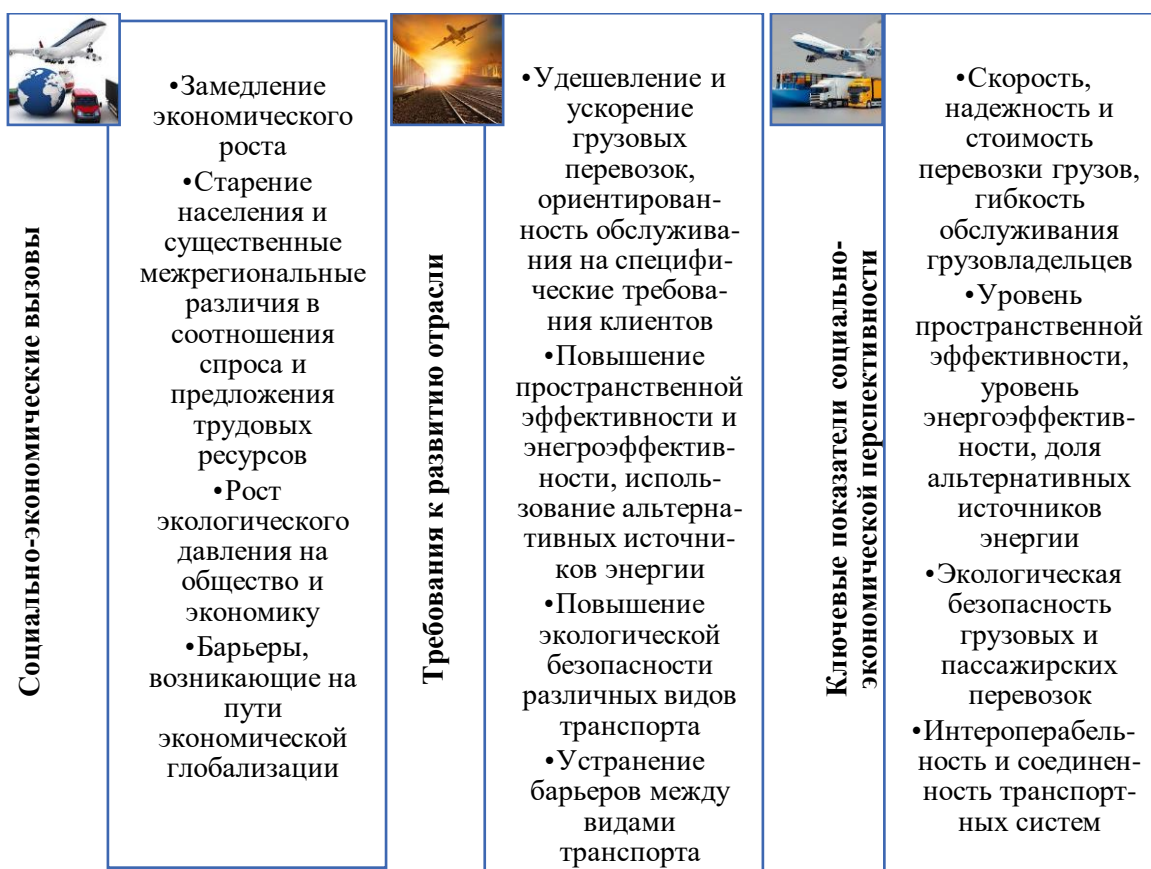 Социально-экономические вызовы
•Замедление
экономического
роста
•Старение
населения и
существенные
межрегиональные
различия в
соотношения
спроса и
предложения
трудовых
ресурсов
•Рост
экологического
давления на
общество и
экономику
•Барьеры,
возникающие на
пути
экономической
глобализации
Требования к развитию отрасли
•Удешевление и
ускорение
грузовых
перевозок,
ориентирован-
ность обслужива-
ния на специфи-
ческие требова-
ния клиентов
•Повышение
пространственной
эффективности и
энегроэффектив-
ности, исполь-
зование альтерна-
тивных источни-
ков энергии
•Повышение
экологической
безопасности
различных видов
транспорта
•Устранение
барьеров между
видами
транспорта
Ключевые показатели социально-
экономической перспективности
•Скорость,
надежность и
стоимость
перевозки грузов,
гибкость
обслуживания
грузовладельцев
•Уровень
пространственной
эффективности,
уровень
энергоэффектив-
ности, доля
альтернативных
источников
энергии
•Экологическая
безопасность
грузовых и
пассажирских
перевозок
•Интероперабель-
ность и соединен-
ность транспорт-
ных систем